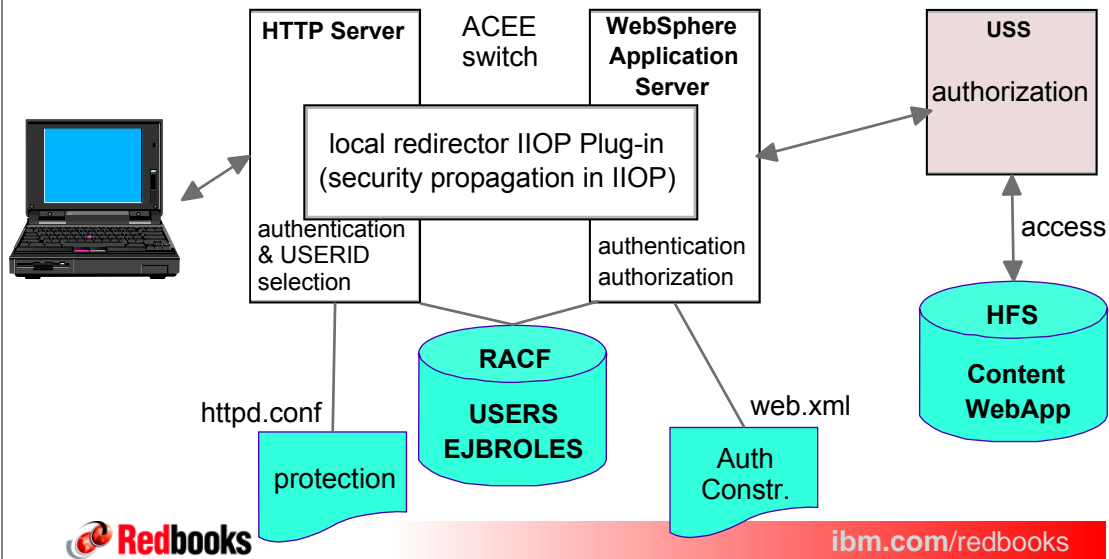 HTTP Server
ACEE
switch
WebSphere
Application
Server
USS
authorization
local redirector IIOP Plug-in
(security propagation in IIOP)
authentication
& USERID
selection
authentication
authorization
access
RACF
USERS
EJBROLES
HFS
Content
WebApp
httpd.conf
protection
web.xml
Auth
Constr.
Redbooks
ibm.com/redbooks